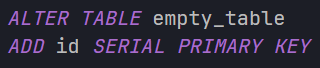 ALTER TABLE empty_table
ADD id SERIAL PRIMARY KEY